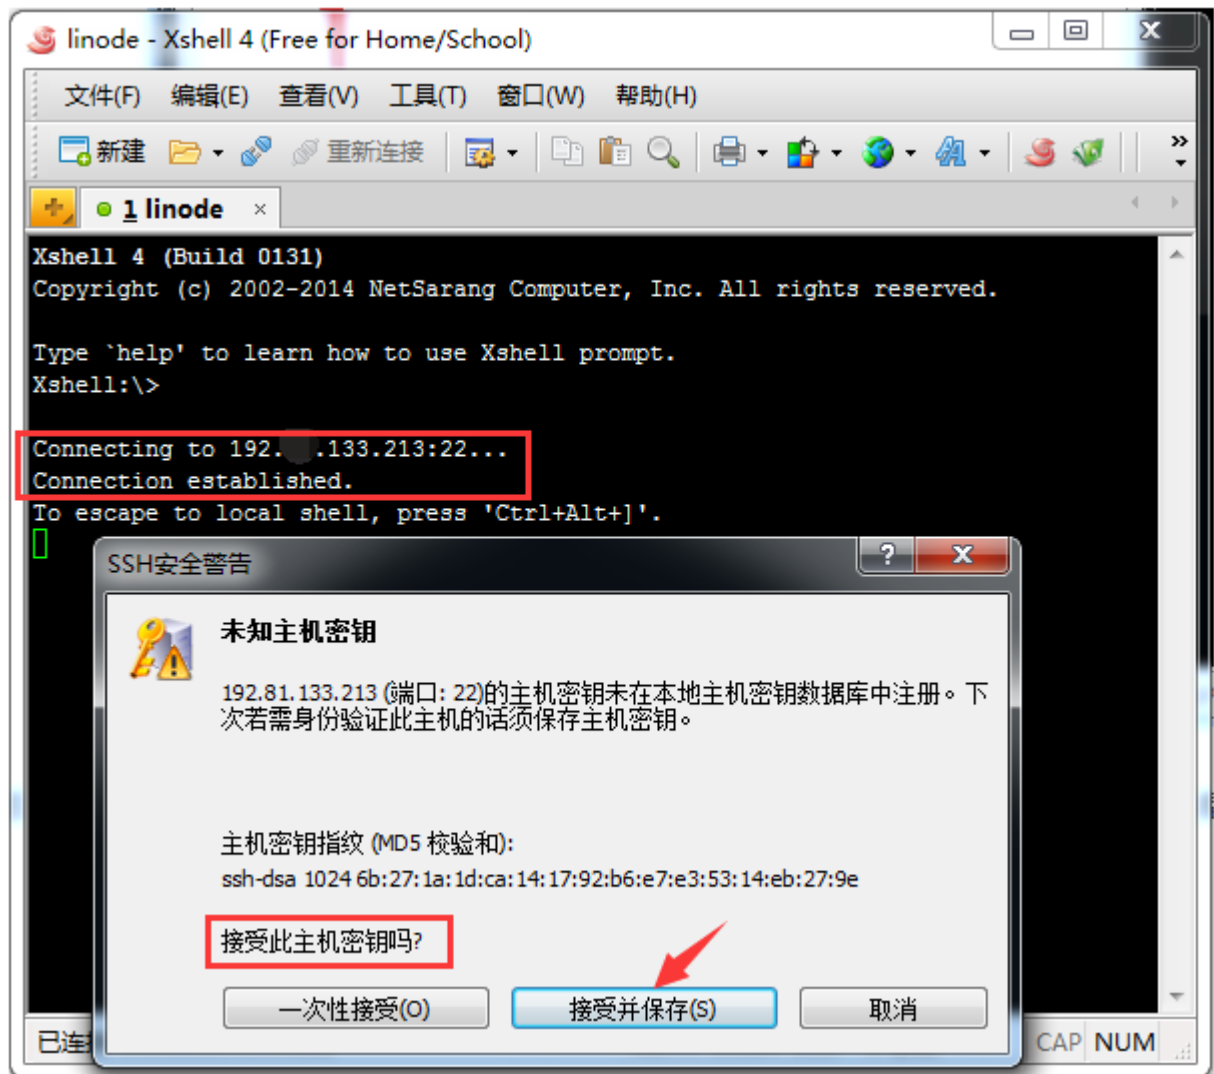 linode - Xshell 4 (Free for Home/School)
文件(F) 编辑(E) 查看(V) 工具(T) 窗口(W) 帮助(H)
新建 重新连接
1 linode
Xshell 4 (Build 0131)
Copyright (c) 2002-2014 NetSarang Computer, Inc. All rights reserved.
Type `help' to learn how to use Xshell prompt.
Xshell:\>
Connecting to 192. .133.213:22...
Connection established.
To escape to local shell, press 'Ctrl+Alt+]'.
SSH安全警告
未知主机密钥
192.81.133.213 (端口: 22)的主机密钥未在本地主机密钥数据库中注册。下
次若需身份验证此主机的话须保存主机密钥。
主机密钥指纹 (MD5 校验和):
ssh-dsa 1024 6b:27:1a:1d:ca:14:17:92:b6:e7:e3:53:14:eb:27:9e
接受此主机密钥吗?
一次性接受(O) 接受并保存(S) 取消
CAP NUM